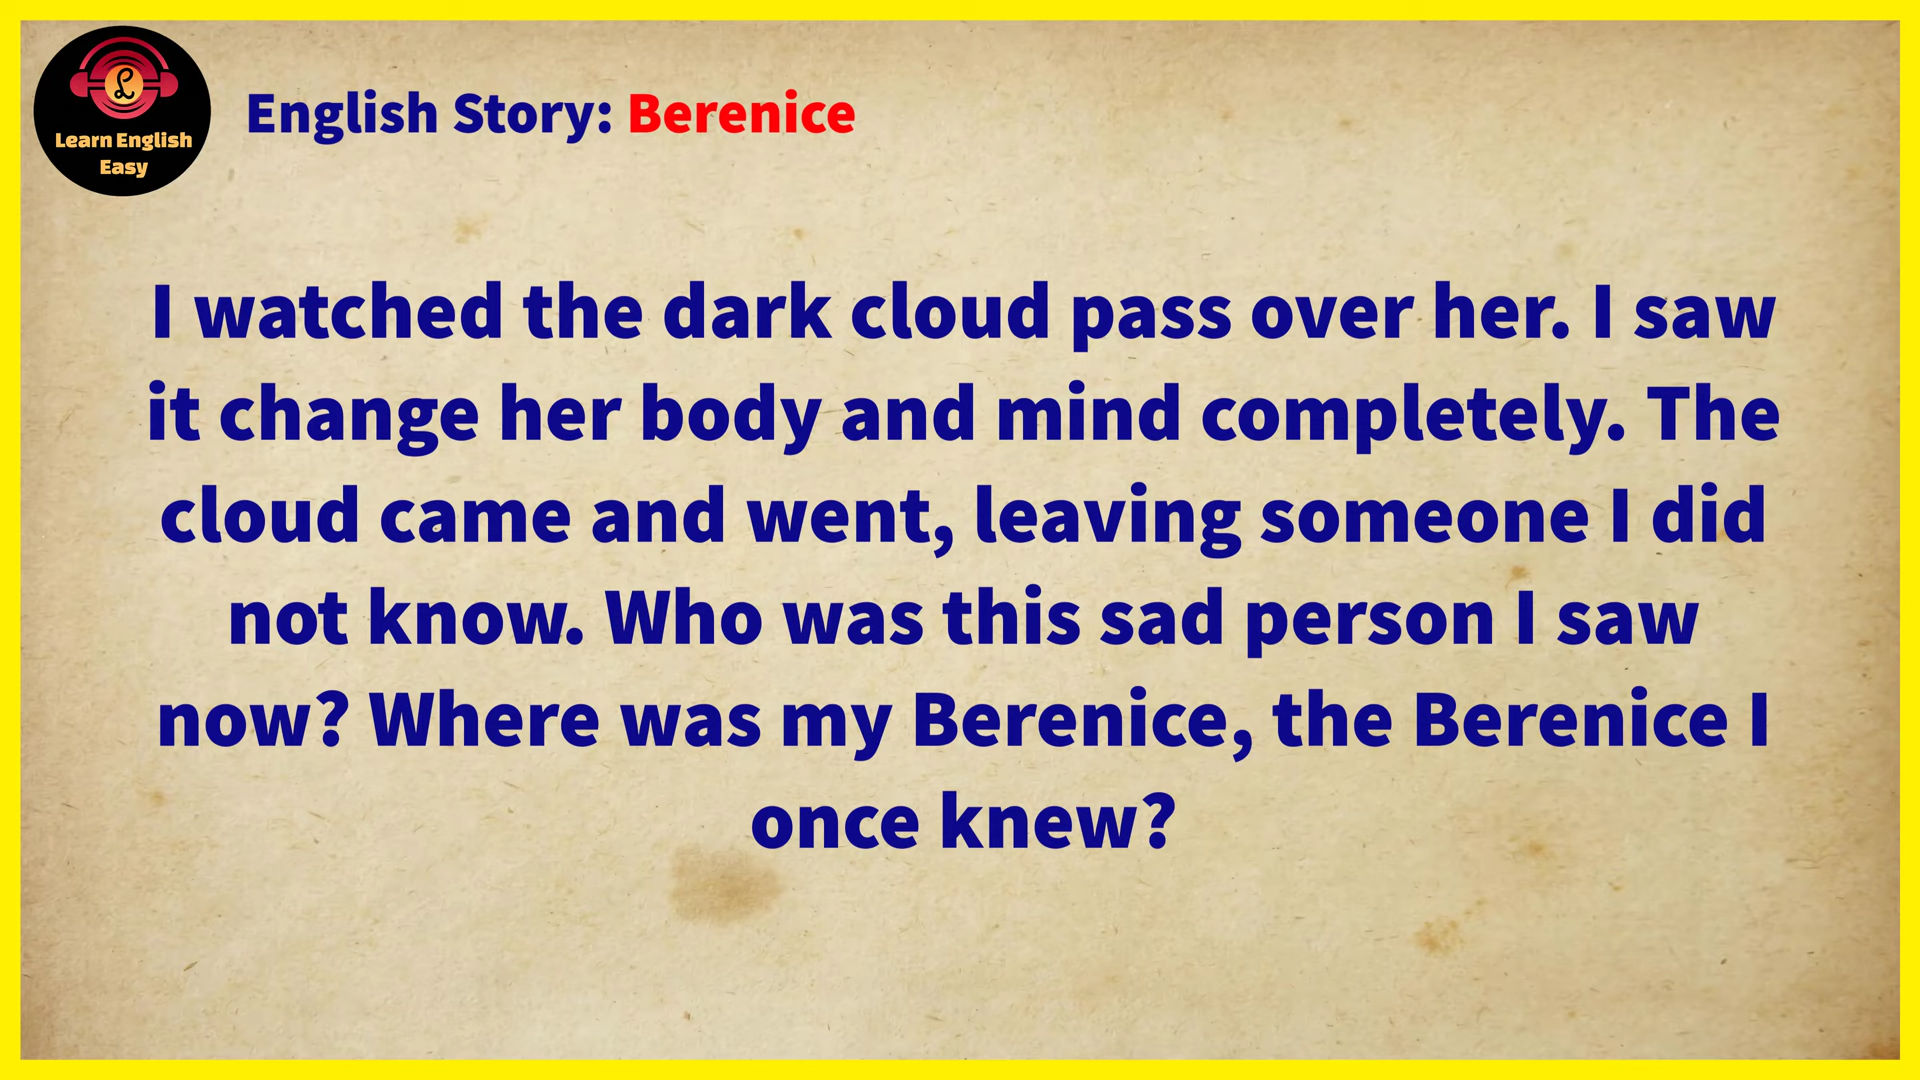 Learn English
Easy
English Story: Berenice
I watched the dark cloud pass over her. I saw
it change her body and mind completely. The
cloud came and went, leaving someone I did
not know. Who was this sad person I saw
now? Where was my Berenice, the Berenice I
once knew?